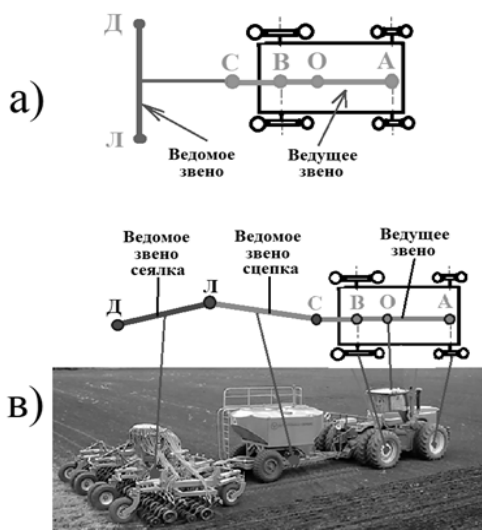 а)
Д
С
В
О
А
Л
Ведомое
звено
Ведущее
звено
в)
Ведомое
звено
сеялка
Ведомое
звено
сцепка
Ведущее
звено
Д
Л
С
В
О
А